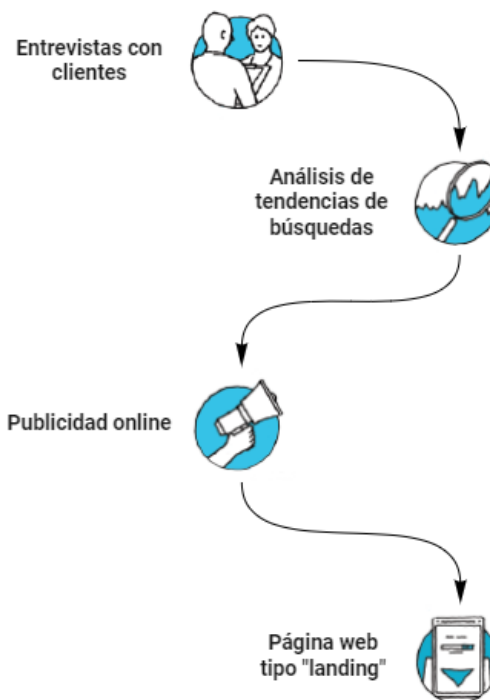 Entrevistas con
clientes
Análisis de
tendencias de
búsquedas
Publicidad online
Página web
tipo "landing"